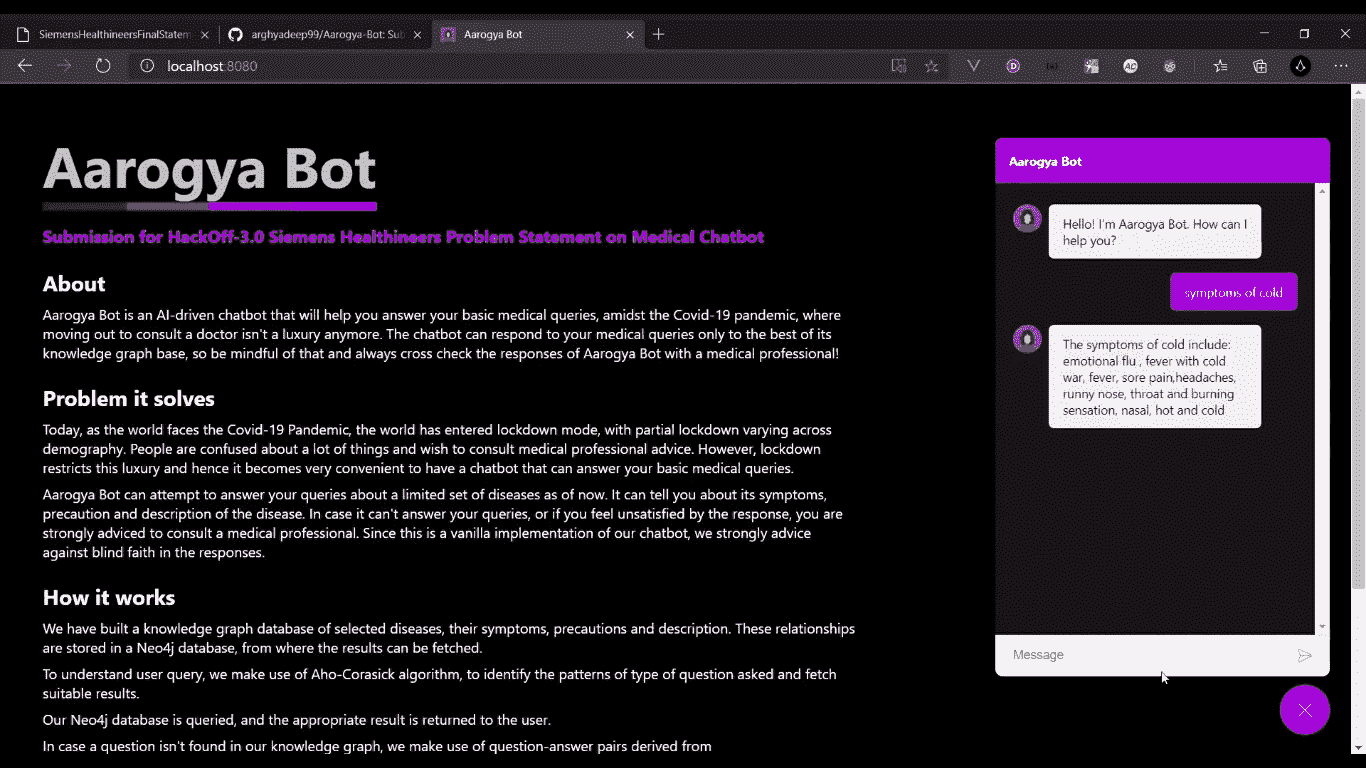 SiemensHealthineersFinalStatem
arghyadeep99/Aarogya-Bot: Sub
Aarogya Bot
localhost:8080
Aarogya Bot
Submission for HackOff-3.0 Siemens Healthineers Problem Statement on Medical Chatbot
About
Aarogya Bot is an AI-driven chatbot that will help you answer your basic medical queries, amidst the Covid-19 pandemic, where
moving out to consult a doctor isn't a luxury anymore. The chatbot can respond to your medical queries only to the best of its
knowledge graph base, so be mindful of that and always cross check the responses of Aarogya Bot with a medical professional!
Problem it solves
Today, as the world faces the Covid-19 Pandemic, the world has entered lockdown mode, with partial lockdown varying across
demography. People are confused about a lot of things and wish to consult medical professional advice. However, lockdown
restricts this luxury and hence it becomes very convenient to have a chatbot that can answer your basic medical queries.
Aarogya Bot can attempt to answer your queries about a limited set of diseases as of now. It can tell you about its symptoms,
precaution and description of the disease. In case it can't answer your queries, or if you feel unsatisfied by the response, you are
strongly adviced to consult a medical professional. Since this is a vanilla implementation of our chatbot, we strongly advice
against blind faith in the responses.
How it works
We have built a knowledge graph database of selected diseases, their symptoms, precautions and description. These relationships
are stored in a Neo4j database, from where the results can be fetched.
To understand user query, we make use of Aho-Corasick algorithm, to identify the patterns of type of question asked and fetch
suitable results.
Our Neo4j database is queried, and the appropriate result is returned to the user.
In case a question isn't found in our knowledge graph, we make use of question-answer pairs derived from
Aarogya Bot
Hello! I'm Aarogya Bot. How can I
help you?
symptoms of cold
The symptoms of cold include:
emotional flu , fever with cold
war, fever, sore pain,headaches,
runny nose, throat and burning
sensation, nasal, hot and cold
Message